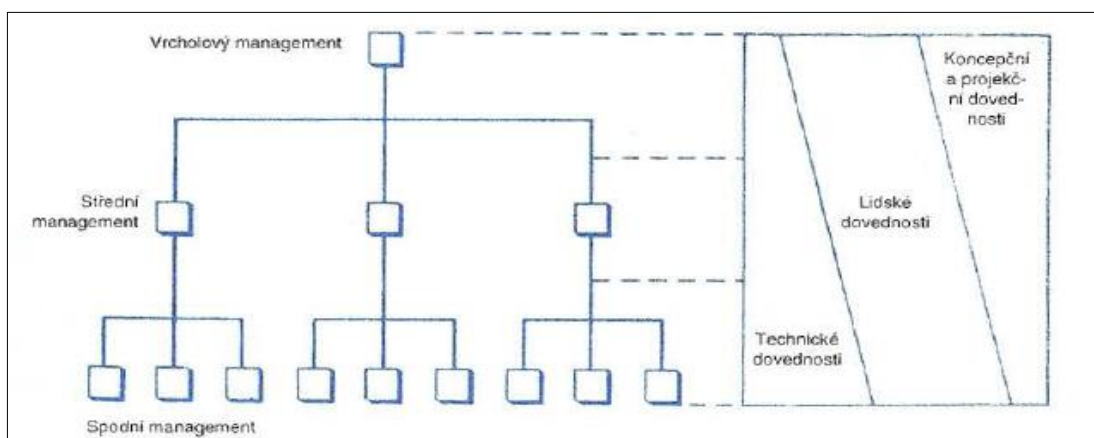 Vrcholový management
Koncepční
a projekč-
ní doved-
nosti
Střední
management
Lidské
dovednosti
Technické
dovednosti
Spodní management